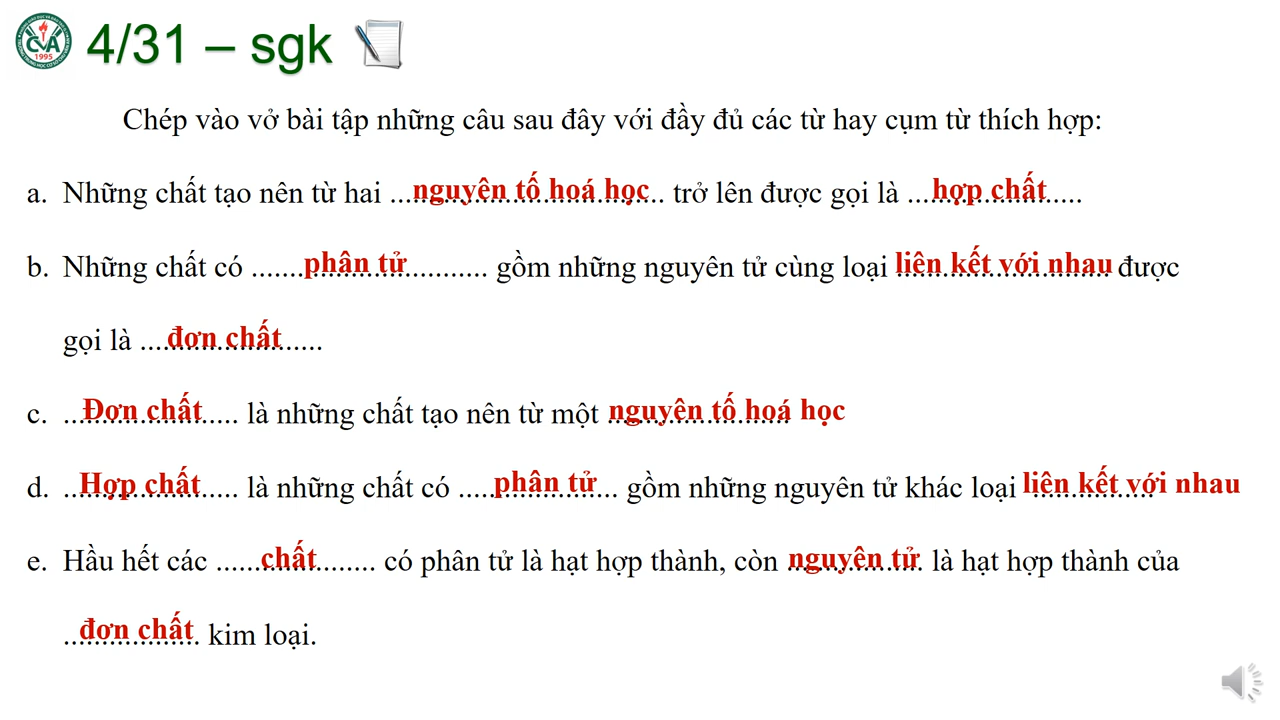 CVA
1995
4/31 – sgk
Chép vào vở bài tập những câu sau đây với đầy đủ các từ hay cụm từ thích hợp:
a. Những chất tạo nên từ hai ...nguyên tố hoá học... trở lên được gọi là ...hợp chất...
b. Những chất có ...phân tử... gồm những nguyên tử cùng loại liên kết với nhau được
gọi là ...đơn chất...
c. ...Đơn chất... là những chất tạo nên từ một nguyên tố hoá học
d. ...Hợp chất... là những chất có ...phân tử... gồm những nguyên tử khác loại liên kết với nhau
e. Hầu hết các ...chất... có phân tử là hạt hợp thành, còn nguyên tử là hạt hợp thành của
...đơn chất... kim loại.